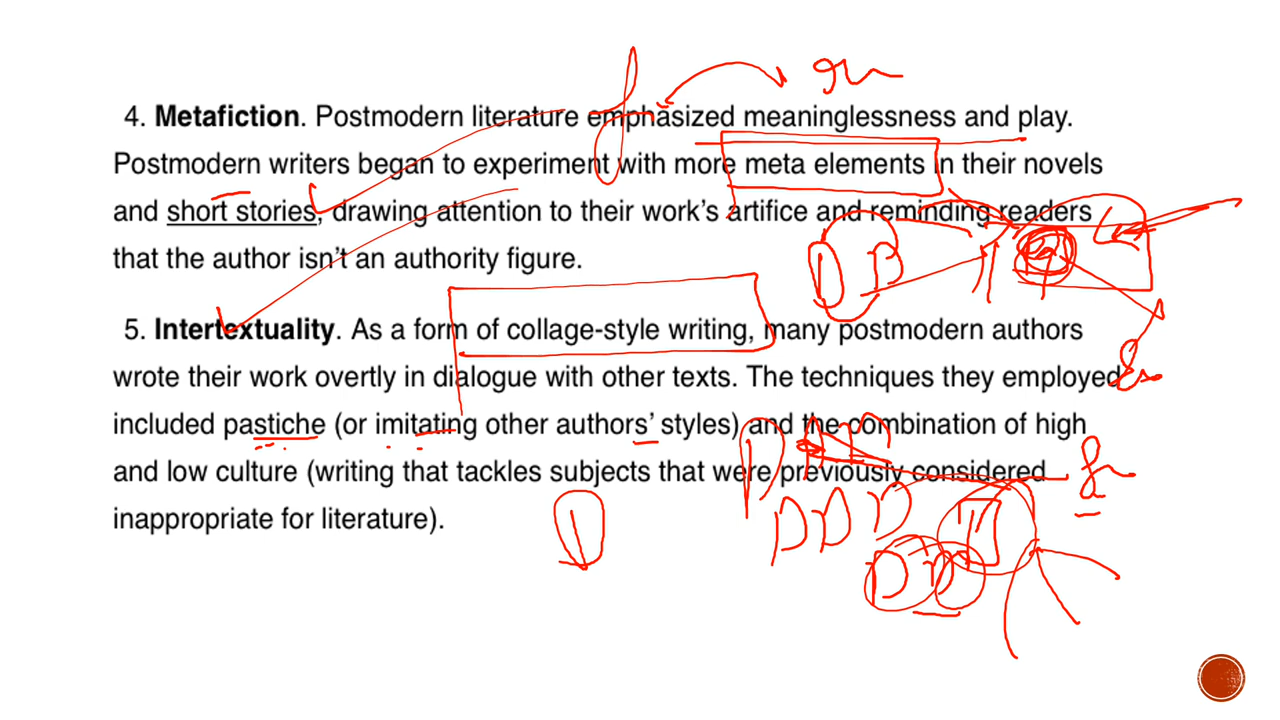 4. Metafiction. Postmodern literature emphasized meaninglessness and play.
Postmodern writers began to experiment with more meta elements in their novels
and short stories, drawing attention to their work's artifice and reminding readers
that the author isn't an authority figure.
5. Intertextuality. As a form of collage-style writing, many postmodern authors
wrote their work overtly in dialogue with other texts. The techniques they employed
included pastiche (or imitating other authors' styles) and the combination of high
and low culture (writing that tackles subjects that were previously considered
inappropriate for literature).